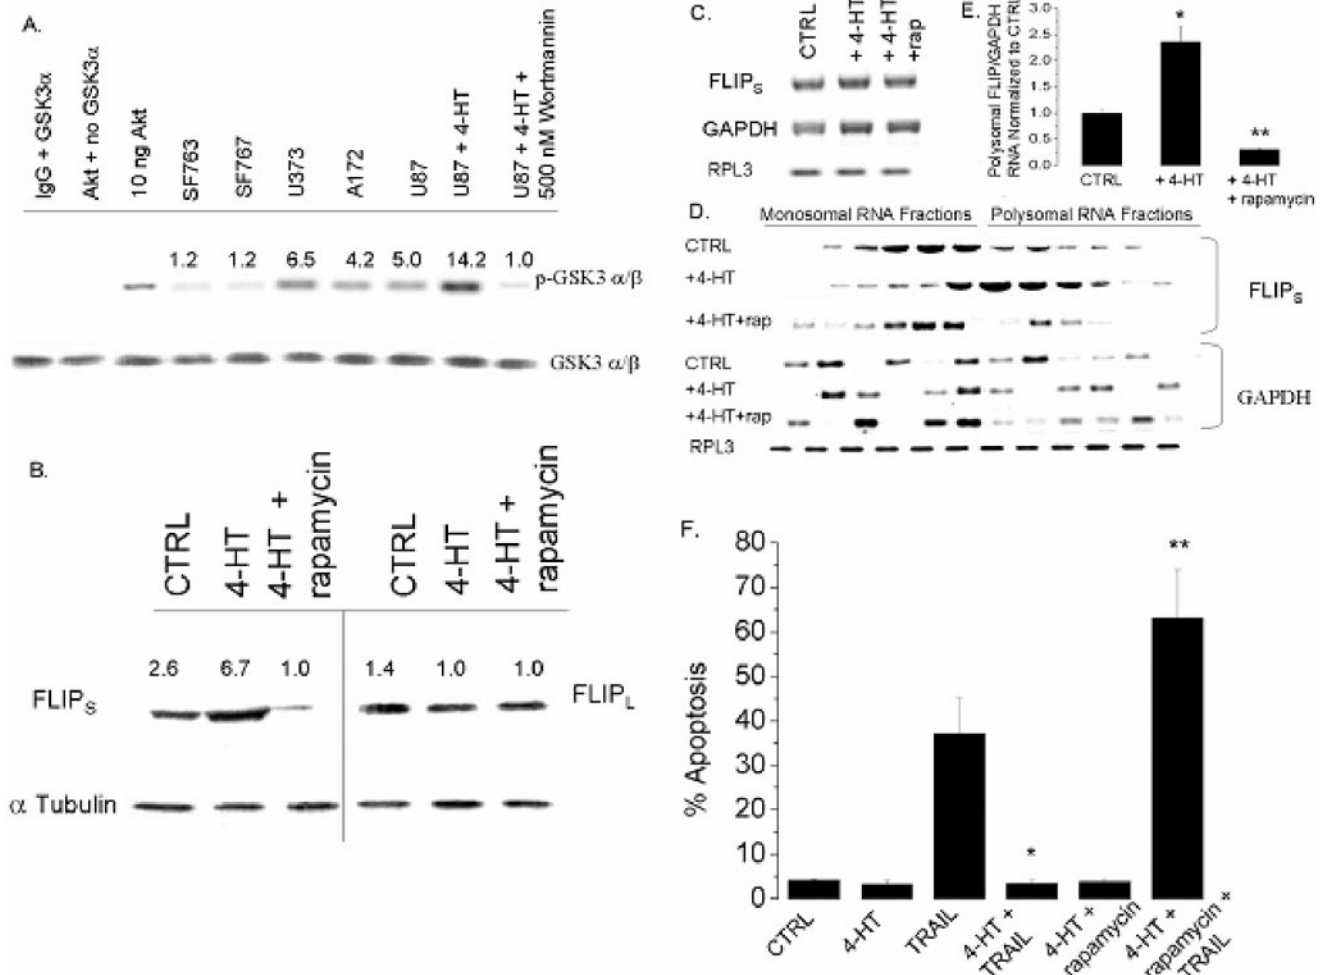 A.
IgG + GSK3α
Akt + no GSK3α
10 ng Akt
SF763
SF767
U373
A172
U87
U87 + 4-HT
U87 + 4-HT +
500 nM Wortmannin
1.2 1.2 6.5 4.2 5.0 14.2 1.0
p-GSK3 α/β
GSK3 α/β
B.
CTRL
4-HT
4-HT +
rapamycin
CTRL
4-HT
4-HT +
rapamycin
2.6 6.7 1.0 1.4 1.0 1.0
FLIPS
FLIPL
α Tubulin
C.
CTRL
+ 4-HT
+ 4-HT
+rap
FLIPS
GAPDH
RPL3
D.
Monosomal RNA Fractions Polysomal RNA Fractions
CTRL
+4-HT
+4-HT+rap
FLIPS
CTRL
+4-HT
+4-HT+rap
GAPDH
RPL3
E.
Polysomal FLIP/GAPDH
RNA Normalized to CTRL
3.0
2.5
2.0
1.5
1.0
0.5
0.0
*
**
CTRL
+ 4-HT
+ 4-HT
+ rapamycin
F.
% Apoptosis
80
70
60
50
40
30
20
10
0
*
**
CTRL
4-HT
TRAIL
4-HT +
TRAIL
4-HT +
rapamycin
4-HT +
rapamycin +
TRAIL